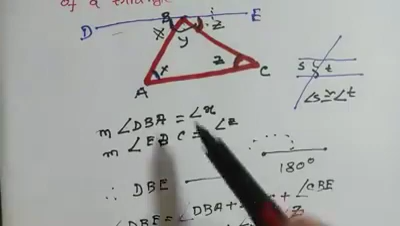 of a triangle
D B E
x y z
x z
A C
s t
∠s ≅ ∠t
m ∠DBA = ∠x
m ∠EBC = ∠z
180°
∴ DBE
∠DBE = ∠DBA + + ∠CBE
z